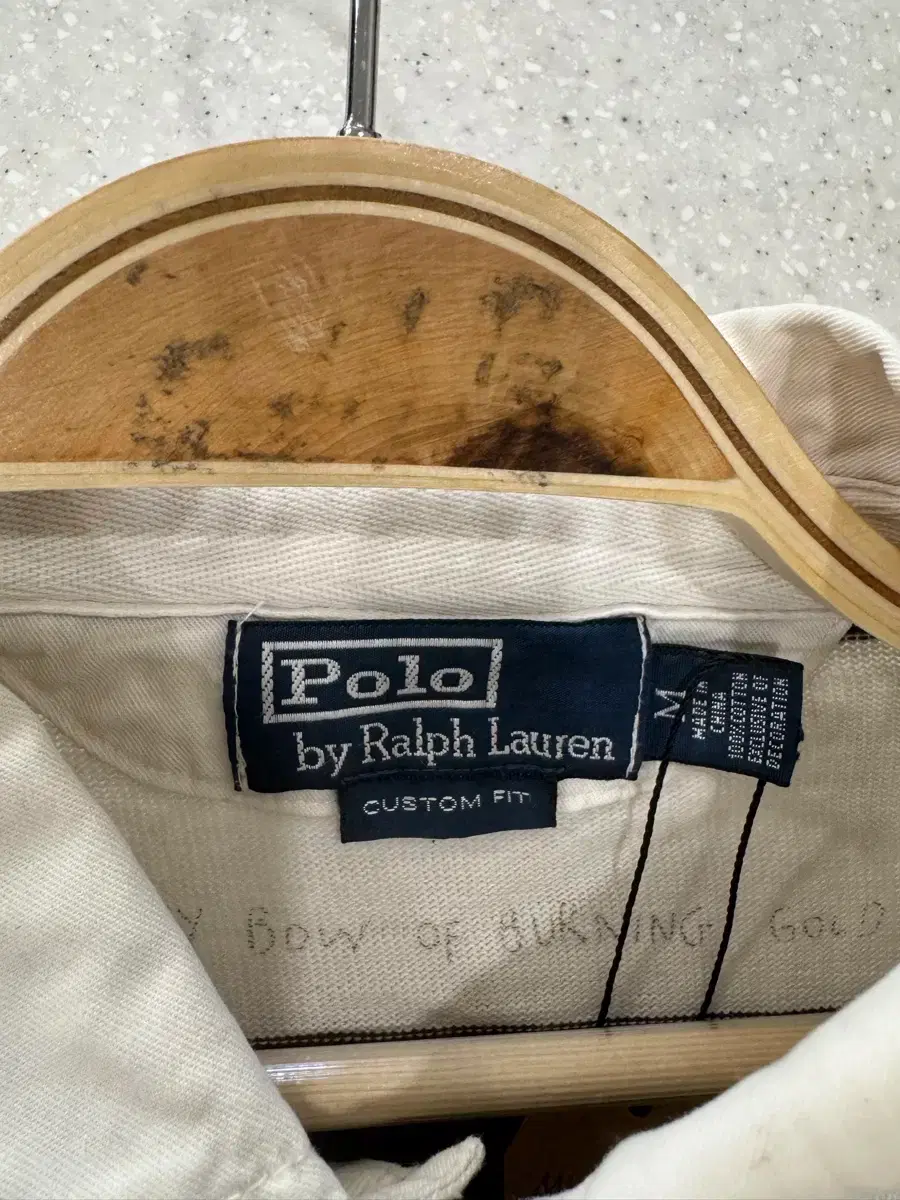 Polo
by Ralph Lauren
CUSTOM FIT
M
MADE IN
CHINA
100% COTTON
EXCLUSIVE OF
DECORATION
Y BOW OF BURNING GOLD